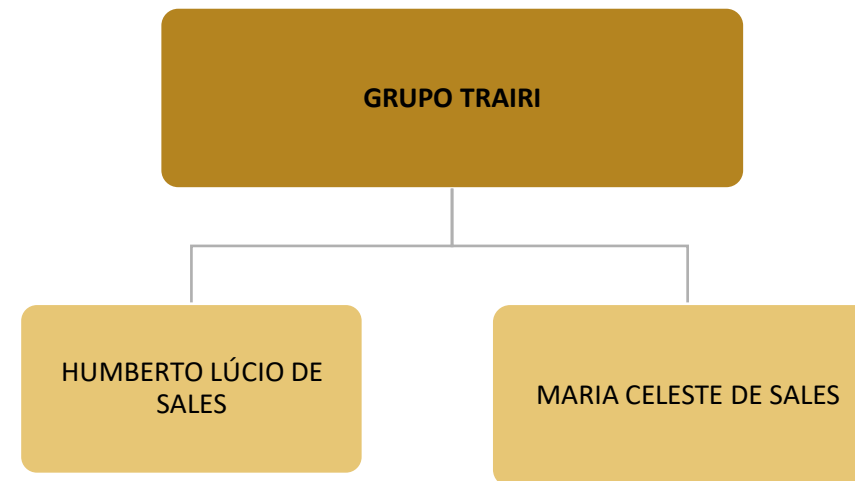 GRUPO TRAIRI
HUMBERTO LÚCIO DE
SALES
MARIA CELESTE DE SALES